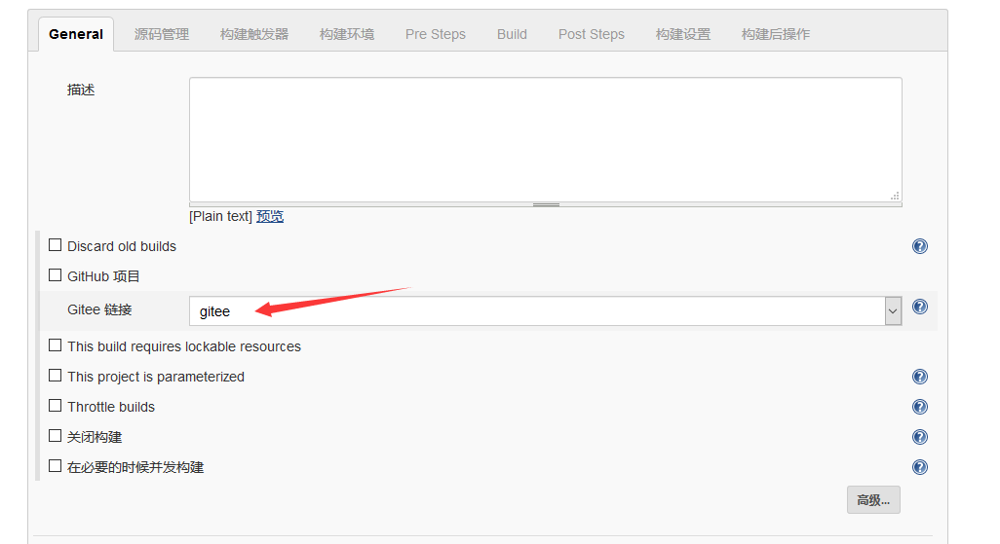 General 源码管理 构建触发器 构建环境 Pre Steps Build Post Steps 构建设置 构建后操作
描述
[Plain text] 预览
Discard old builds
GitHub 项目
Gitee 链接 gitee
This build requires lockable resources
This project is parameterized
Throttle builds
关闭构建
在必要的时候并发构建
高级...